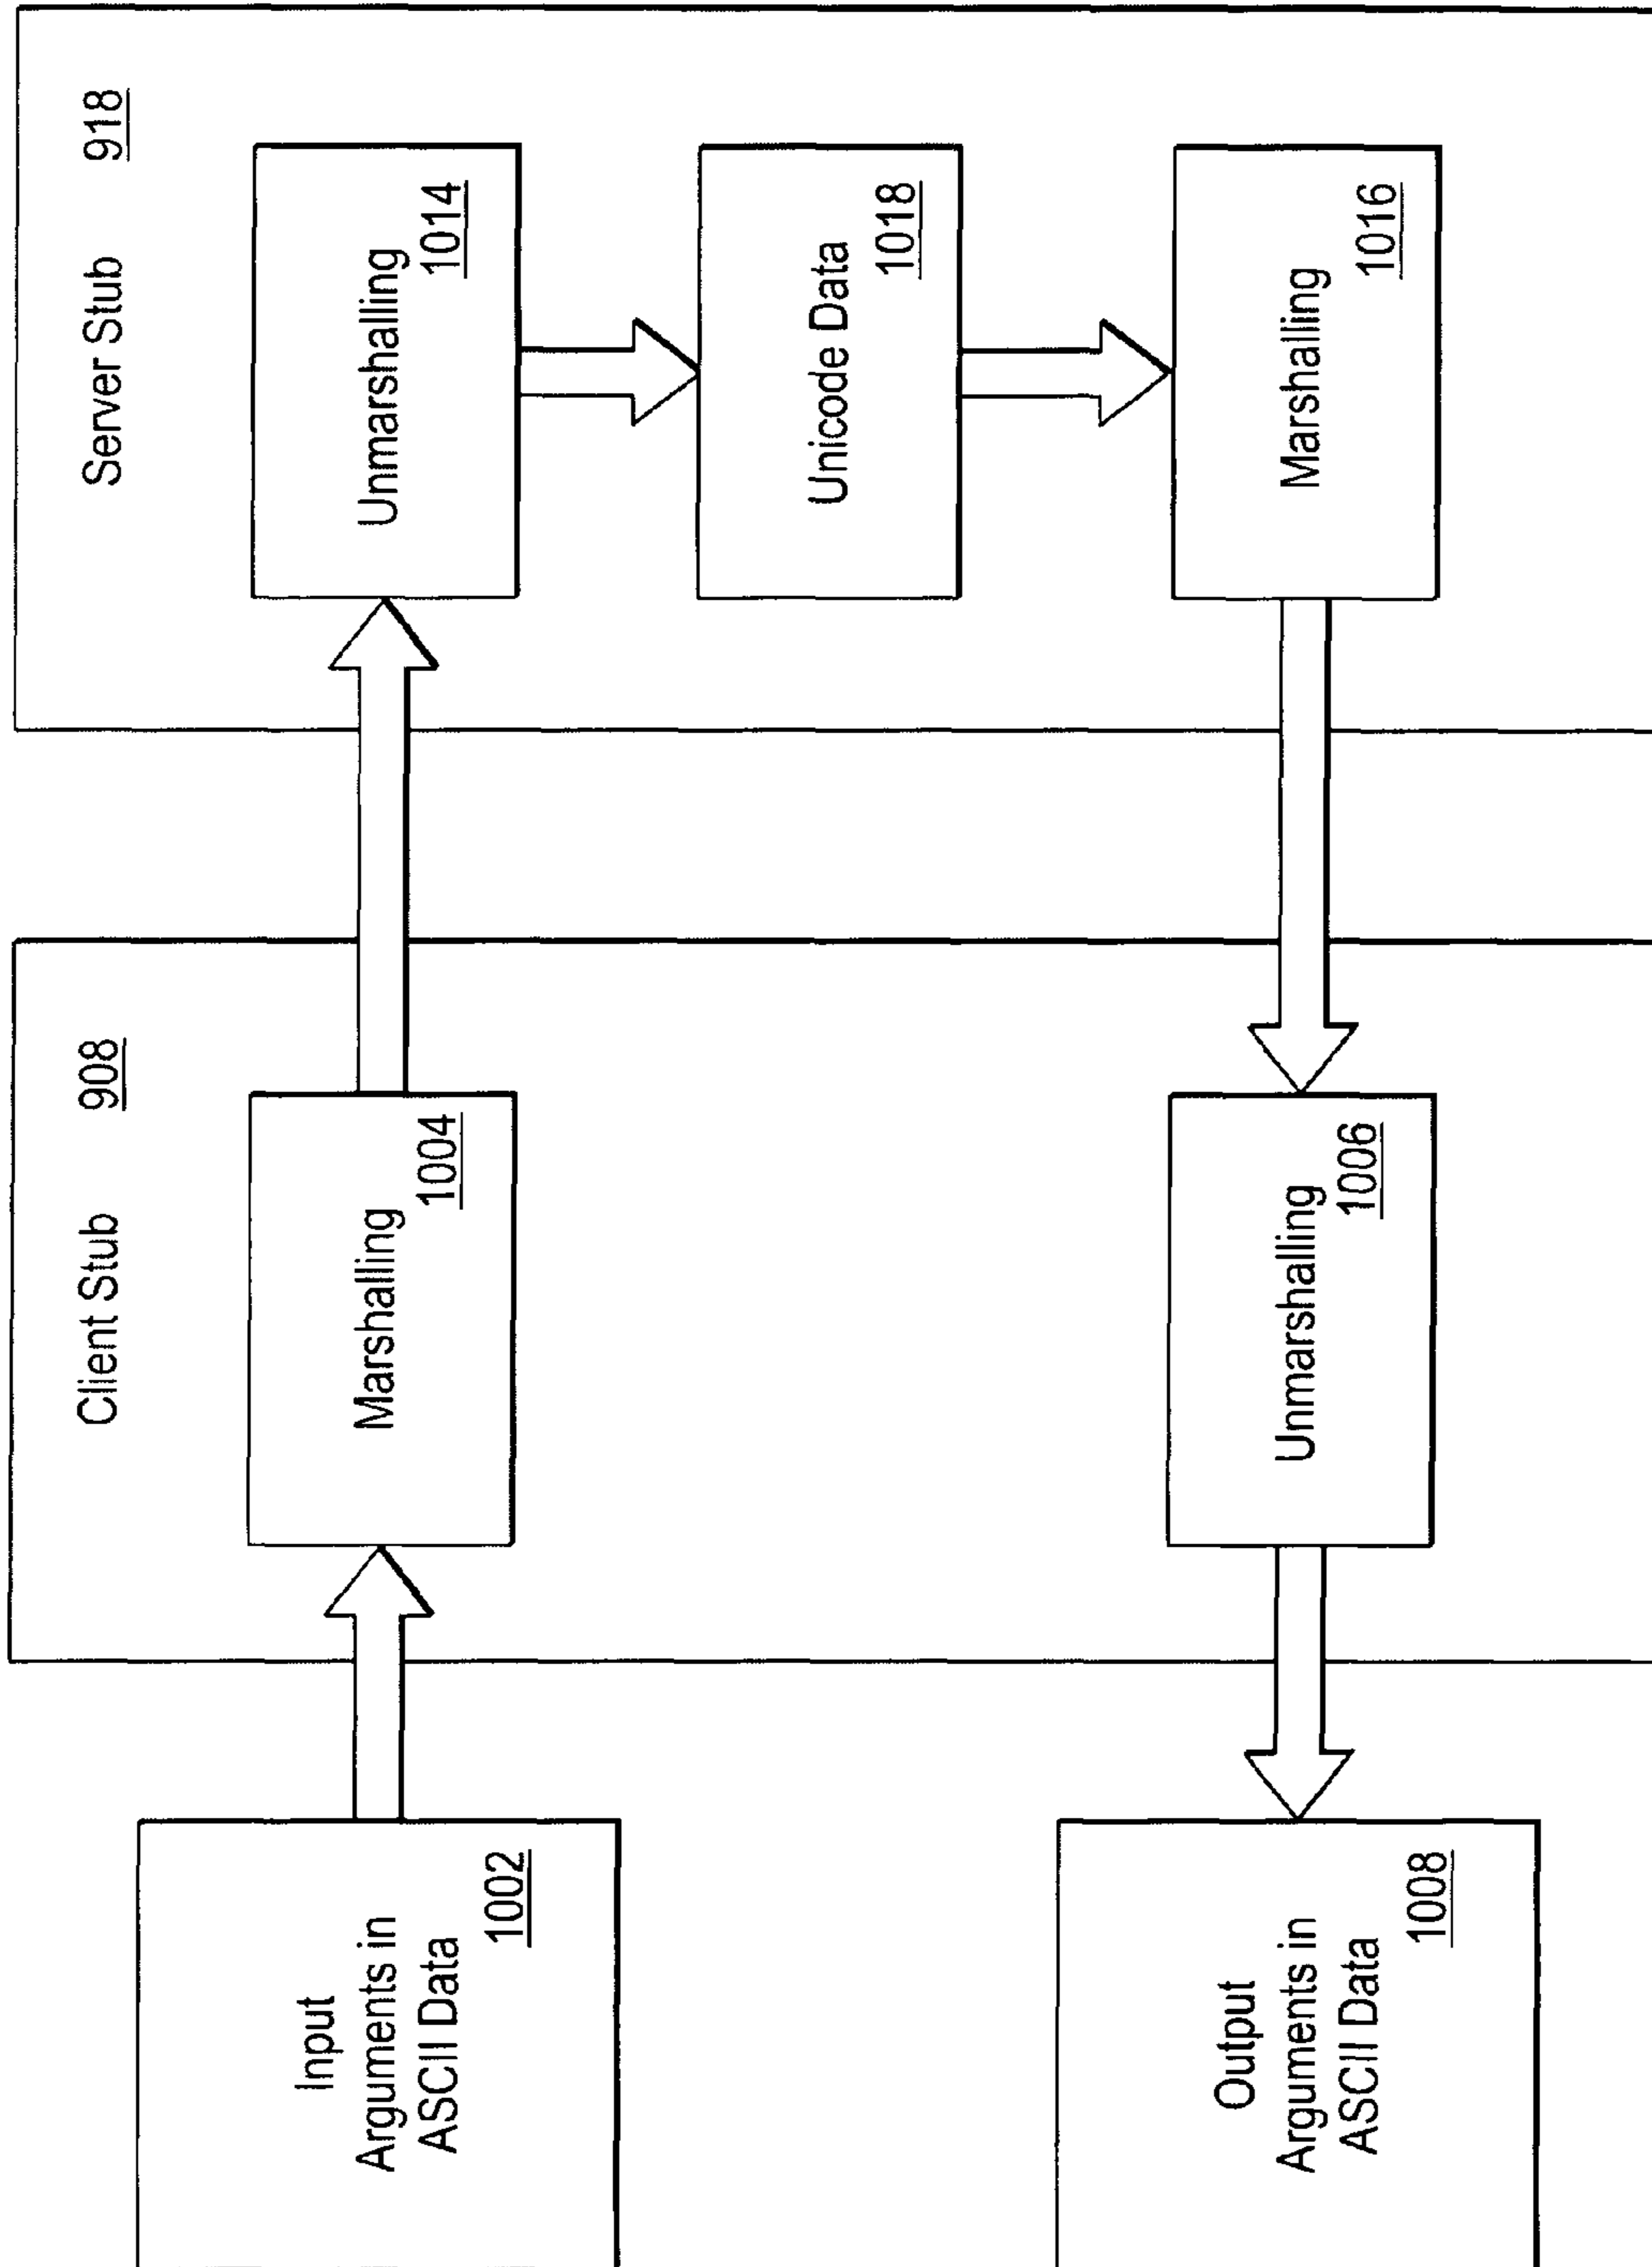 Input
Arguments in
ASCII Data
1002
Client Stub 908
Marshalling
1004
Server Stub 918
Unmarshalling
1014
Unicode Data
1018
Marshalling
1016
Unmarshalling
1006
Output
Arguments in
ASCII Data
1008